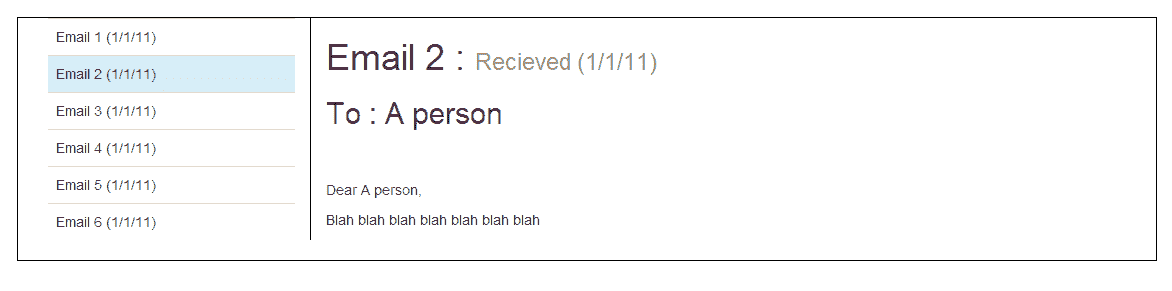 Email 1 (1/1/11)
Email 2 (1/1/11)
Email 3 (1/1/11)
Email 4 (1/1/11)
Email 5 (1/1/11)
Email 6 (1/1/11)
Email 2 : Recieved (1/1/11)
To : A person
Dear A person,
Blah blah blah blah blah blah blah